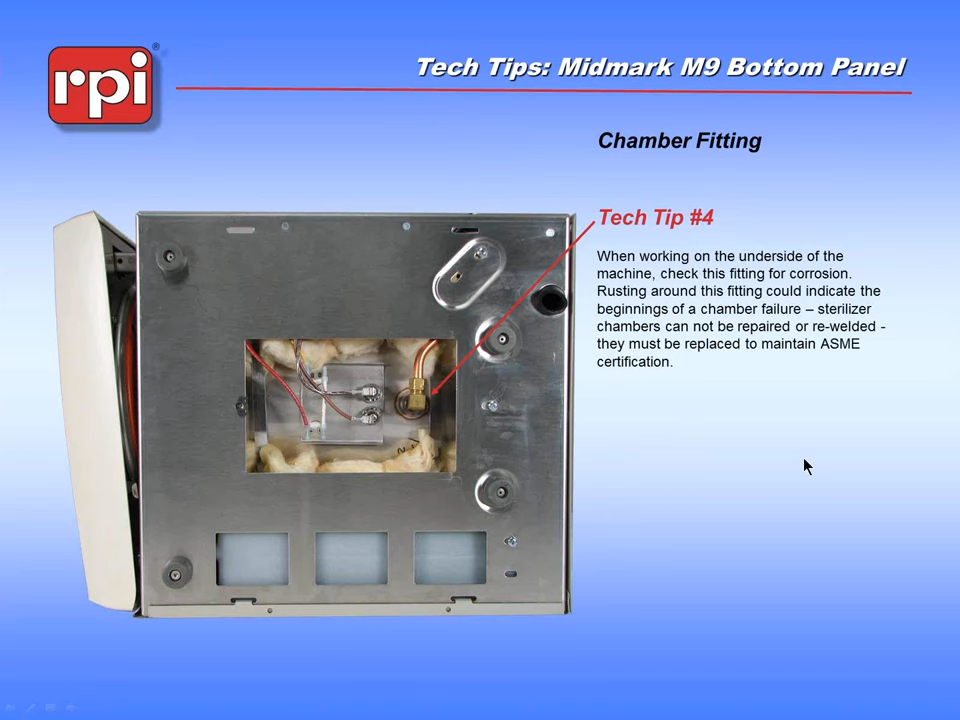 rpi®
Tech Tips: Midmark M9 Bottom Panel
Chamber Fitting
Tech Tip #4
When working on the underside of the
machine, check this fitting for corrosion.
Rusting around this fitting could indicate the
beginnings of a chamber failure – sterilizer
chambers can not be repaired or re-welded -
they must be replaced to maintain ASME
certification.